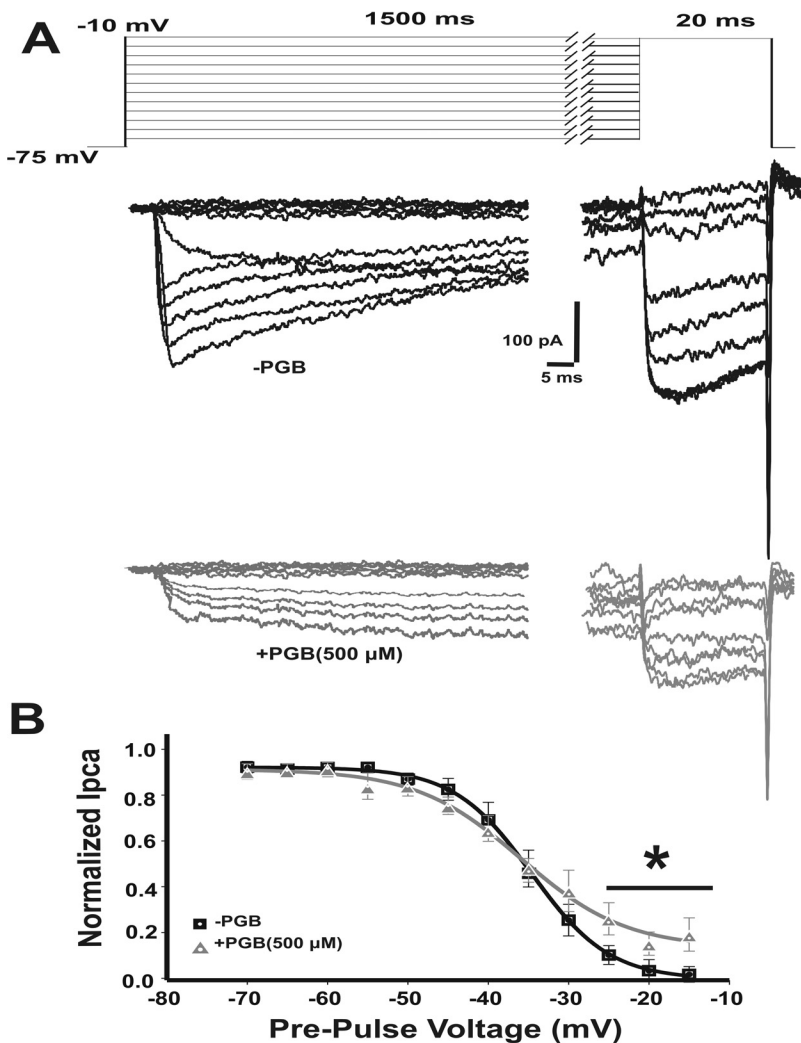 A
-10 mV
1500 ms
20 ms
-75 mV
-PGB
100 pA
5 ms
+PGB(500 µM)
B
Normalized Ipca
1.0
0.8
0.6
0.4
0.2
0.0
*
-PGB
+PGB(500 µM)
-80 -70 -60 -50 -40 -30 -20 -10
Pre-Pulse Voltage (mV)